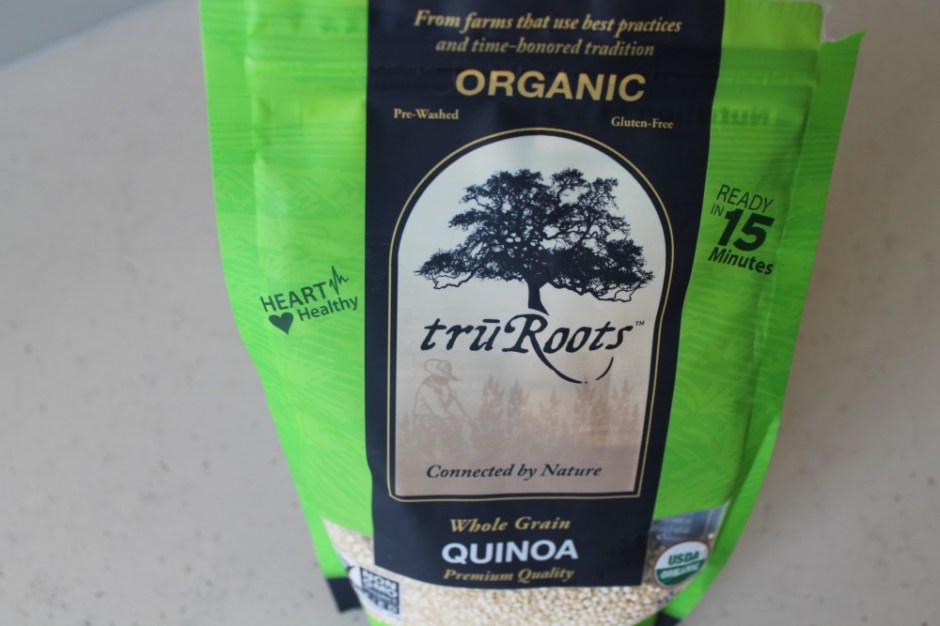 From farms that use best practices
and time-honored tradition
ORGANIC
Pre-Washed
Gluten-Free
READY
IN 15
Minutes
HEART
Healthy
trūRoots™
Connected by Nature
Whole Grain
QUINOA
Premium Quality
USDA
ORGANIC
NON